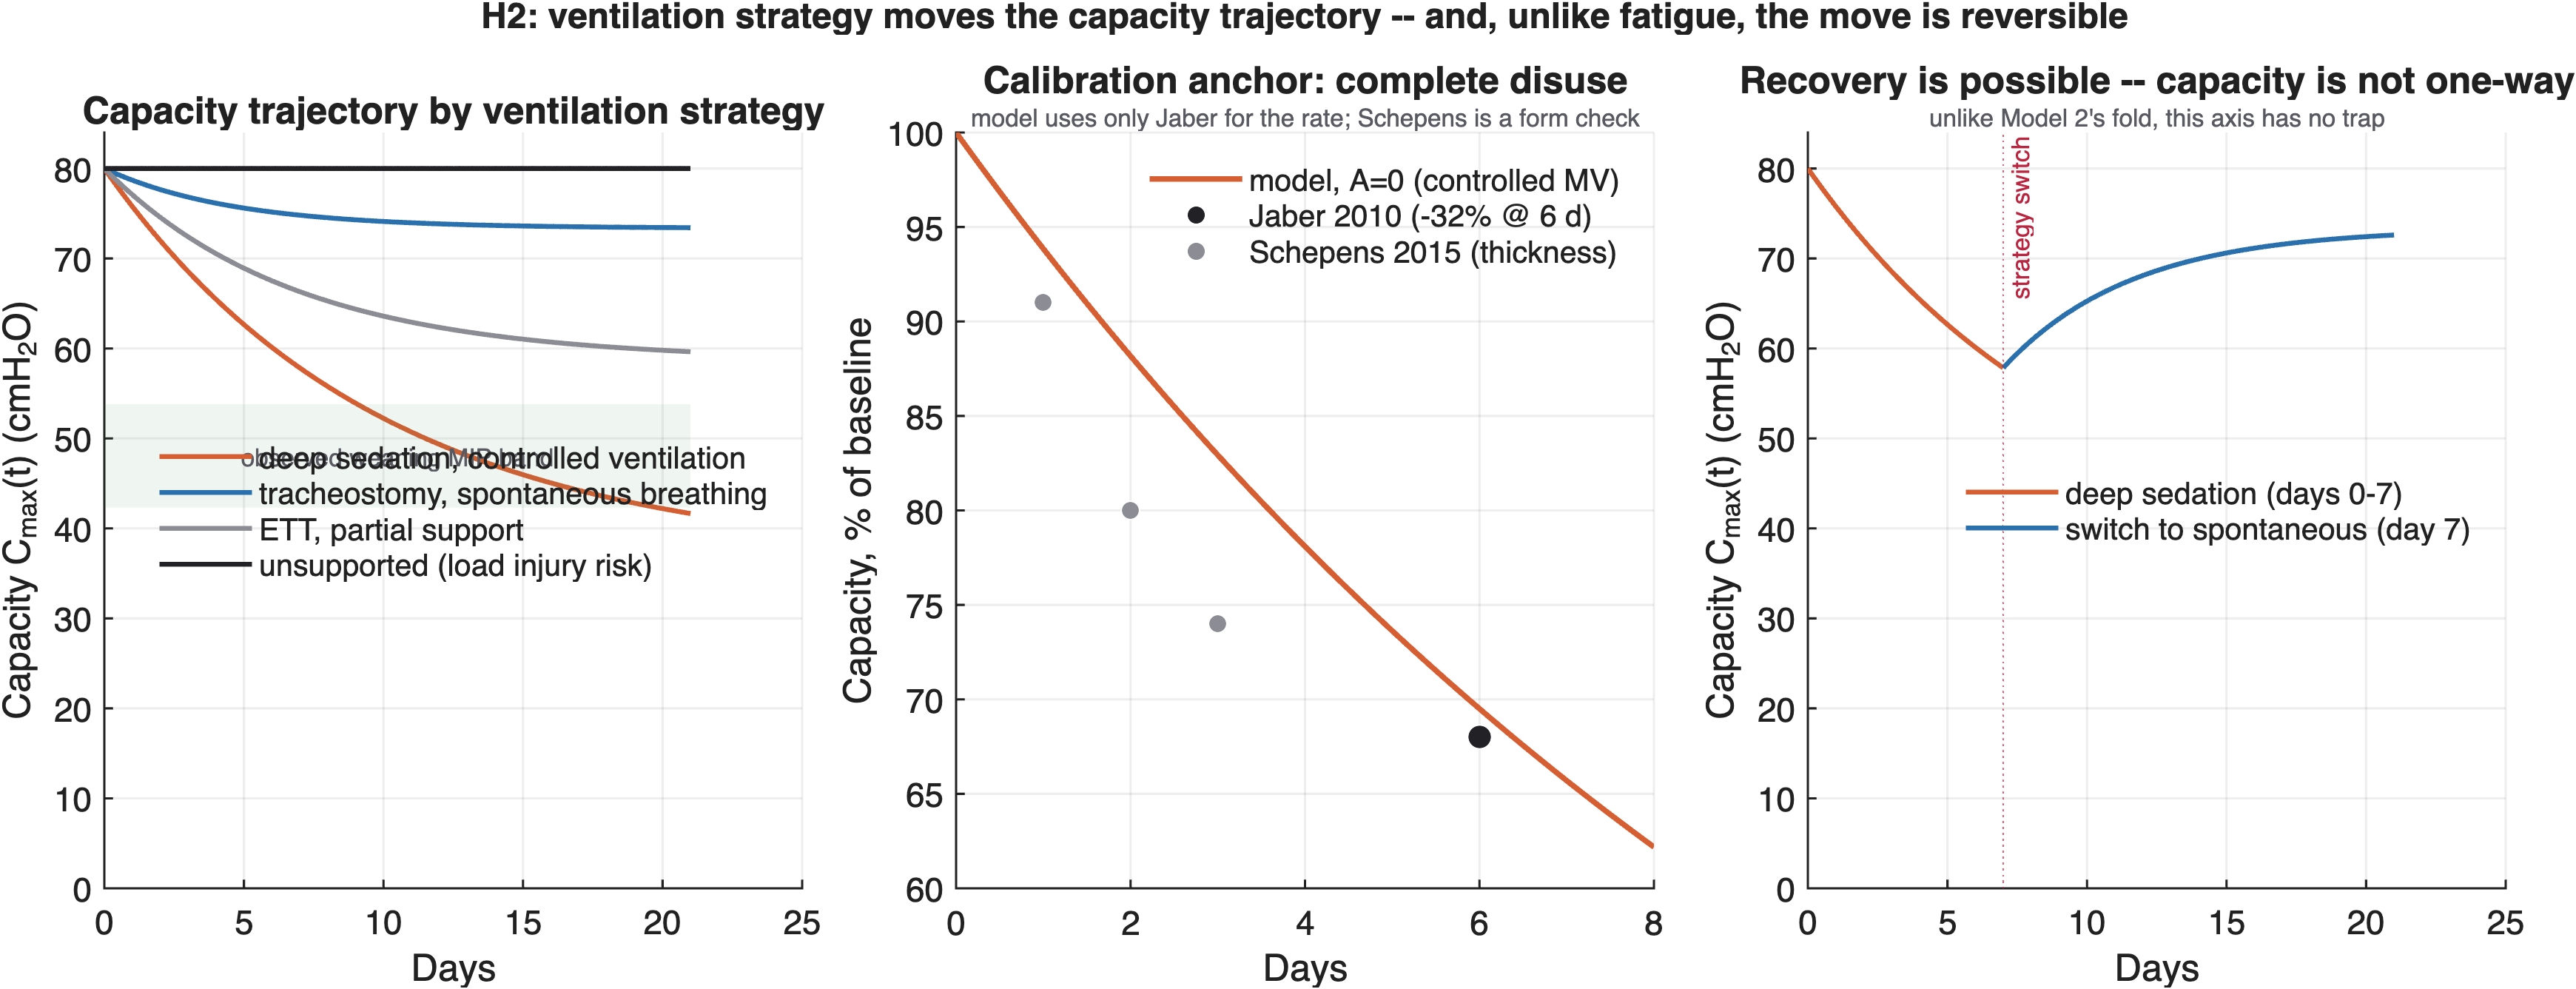 H2: ventilation strategy moves the capacity trajectory -- and, unlike fatigue, the move is reversible
Capacity trajectory by ventilation strategy
Capacity Cmax(t) (cmH2O)
80
70
60
50
40
30
20
10
0
observed weaning MIP band
deep sedation, controlled ventilation
tracheostomy, spontaneous breathing
ETT, partial support
unsupported (load injury risk)
0 5 10 15 20 25
Days
Calibration anchor: complete disuse
model uses only Jaber for the rate; Schepens is a form check
Capacity, % of baseline
100
95
90
85
80
75
70
65
60
model, A=0 (controlled MV)
Jaber 2010 (-32% @ 6 d)
Schepens 2015 (thickness)
0 2 4 6 8
Days
Recovery is possible -- capacity is not one-way
unlike Model 2's fold, this axis has no trap
Capacity Cmax(t) (cmH2O)
80
70
60
50
40
30
20
10
0
strategy switch
deep sedation (days 0-7)
switch to spontaneous (day 7)
0 5 10 15 20 25
Days